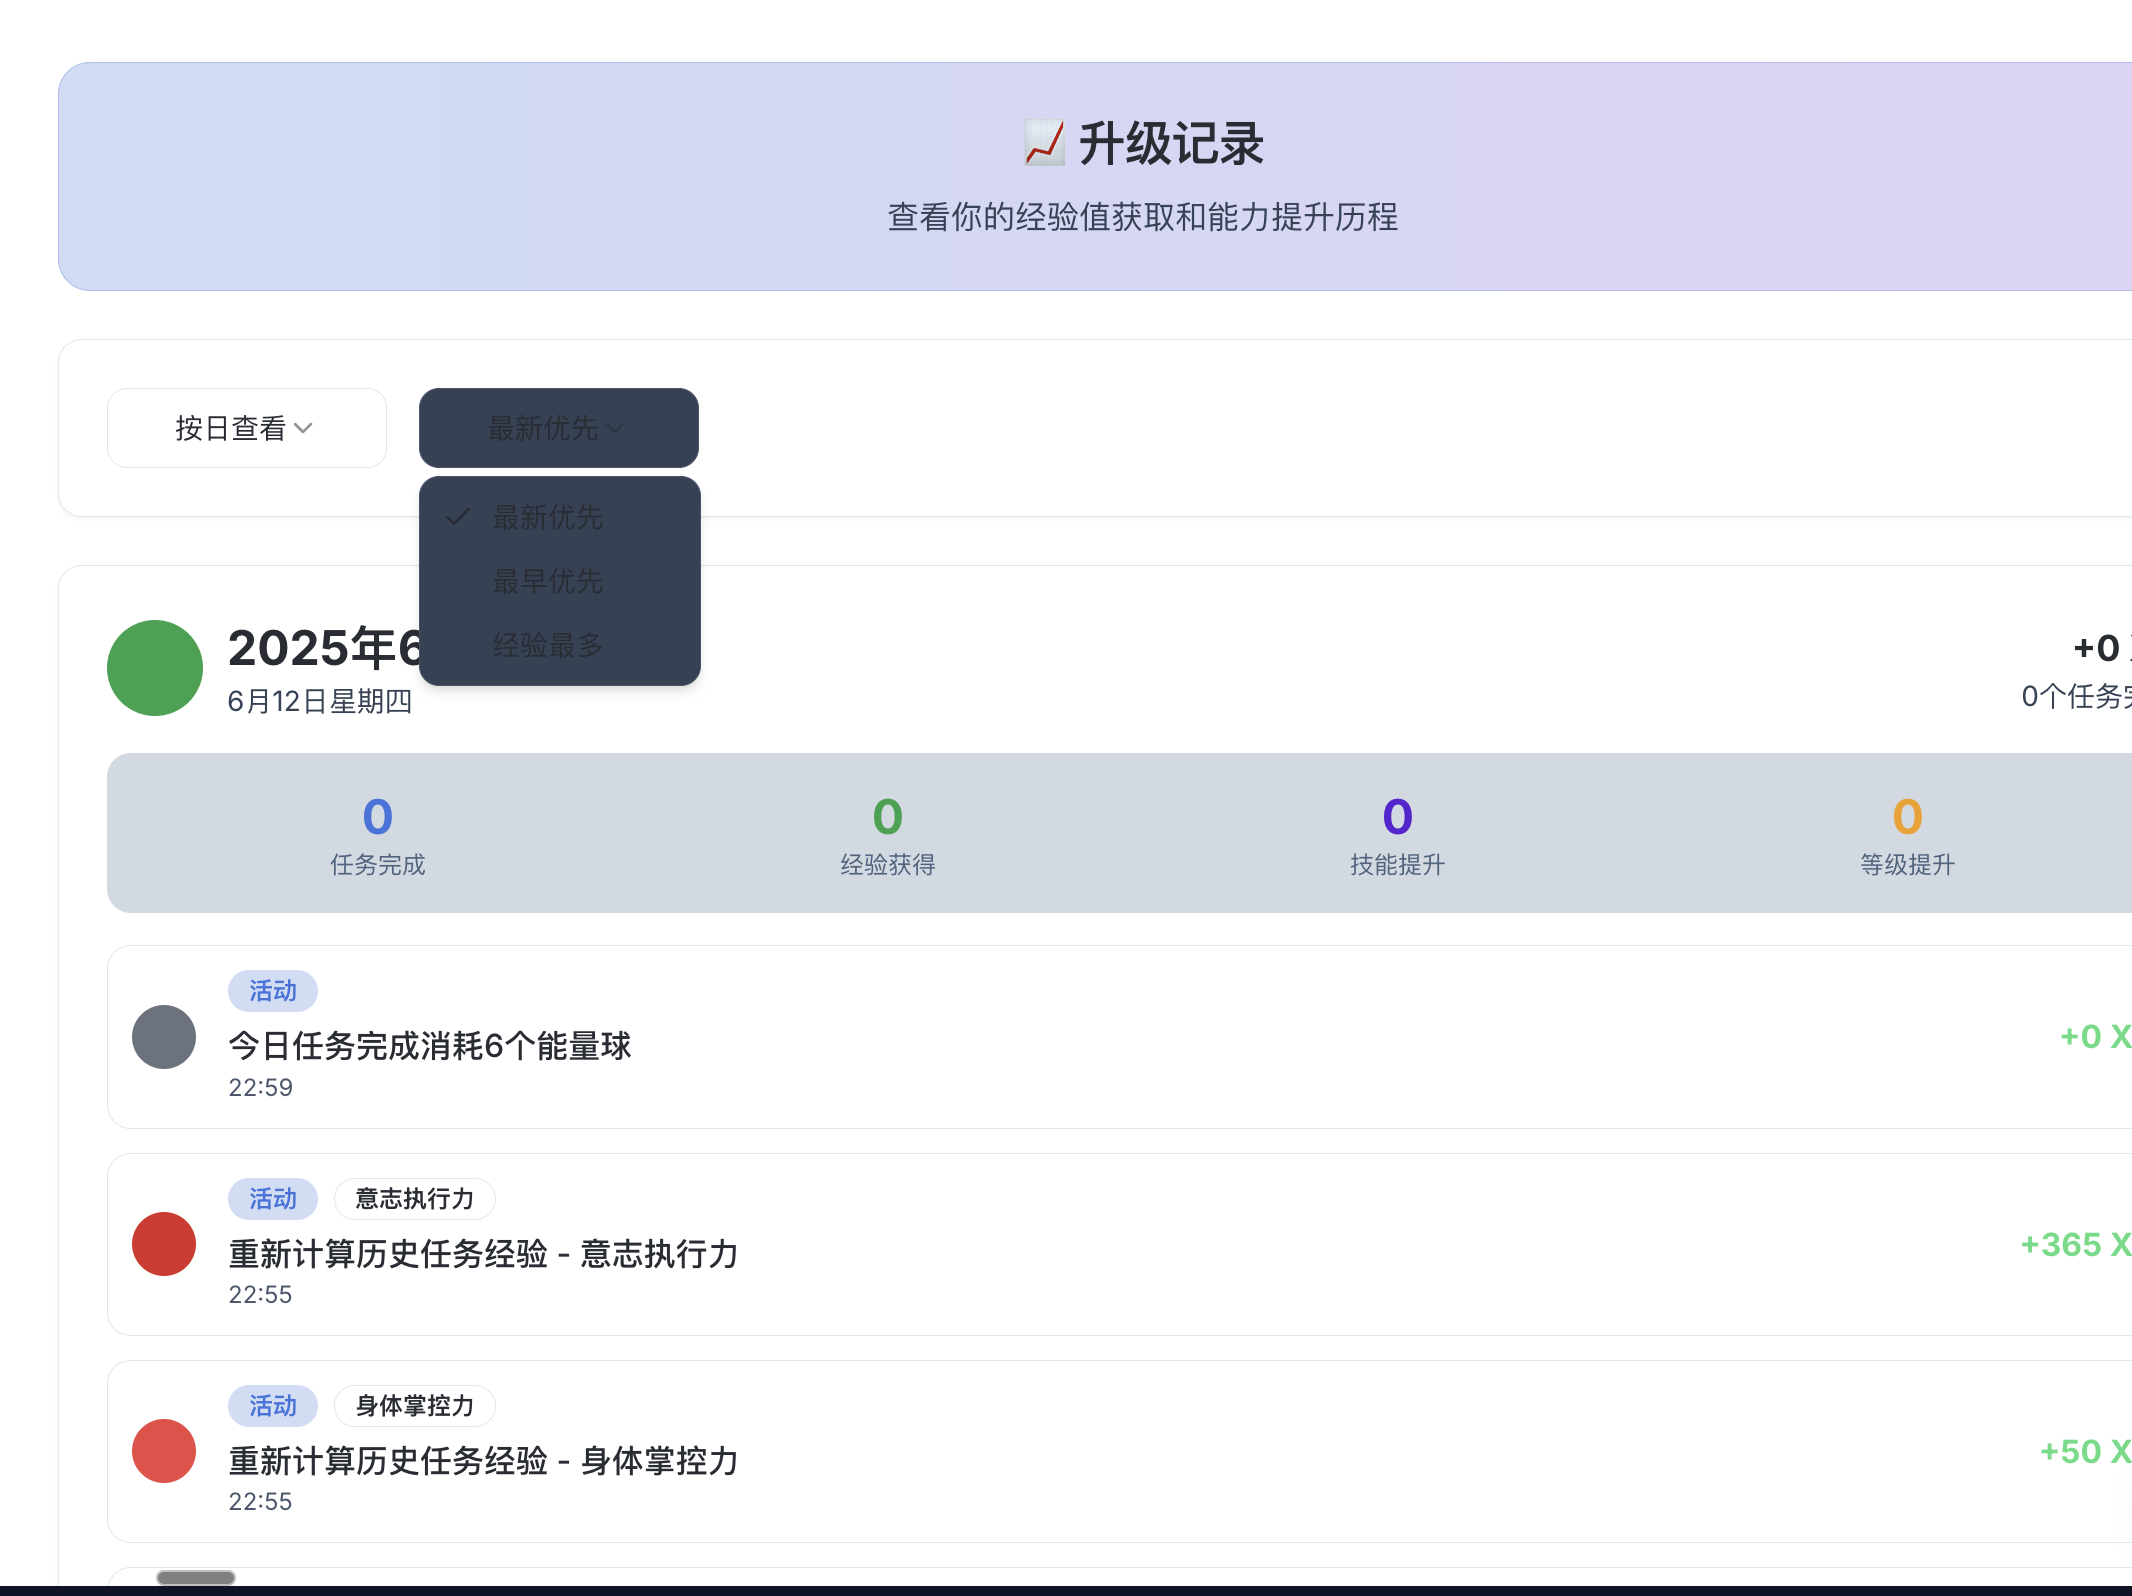 📈 升级记录
查看你的经验值获取和能力提升历程
按日查看
最新优先
最新优先
最早优先
经验最多
2025年6
6月12日星期四
+0
0个任务
0
任务完成
0
经验获得
0
技能提升
0
等级提升
活动
今日任务完成消耗6个能量球
22:59
+0 X
活动 意志执行力
重新计算历史任务经验 - 意志执行力
22:55
+365 X
活动 身体掌控力
重新计算历史任务经验 - 身体掌控力
22:55
+50 X